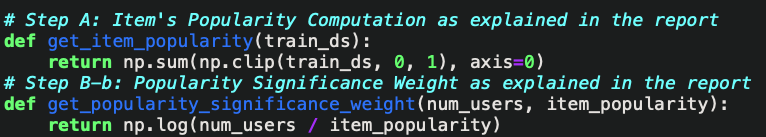 # Step A: Item's Popularity Computation as explained in the report
def get_item_popularity(train_ds):
    return np.sum(np.clip(train_ds, 0, 1), axis=0)
# Step B-b: Popularity Significance Weight as explained in the report
def get_popularity_significance_weight(num_users, item_popularity):
    return np.log(num_users / item_popularity)